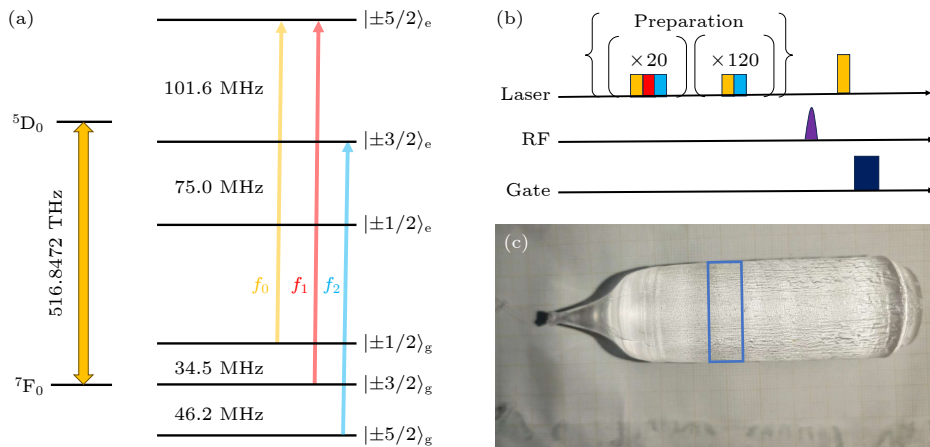 (a)
|±5/2⟩e
101.6 MHz
⁵D₀
|±3/2⟩e
75.0 MHz
|±1/2⟩e
516.8472 THz
f₀ f₁ f₂
|±1/2⟩g
34.5 MHz
⁷F₀
|±3/2⟩g
46.2 MHz
|±5/2⟩g
(b)
Preparation
×20 ×120
Laser
RF
Gate
(c)